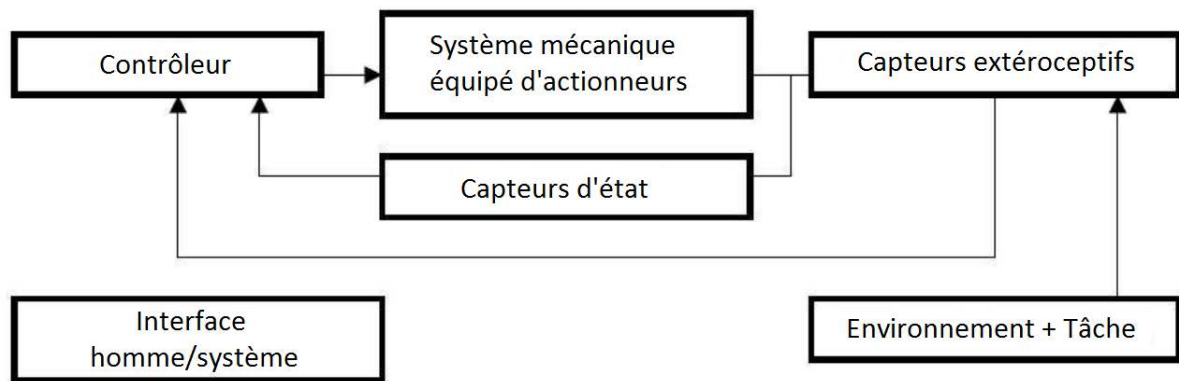 Contrôleur
Système mécanique
équipé d'actionneurs
Capteurs extéroceptifs
Capteurs d'état
Interface
homme/système
Environnement + Tâche